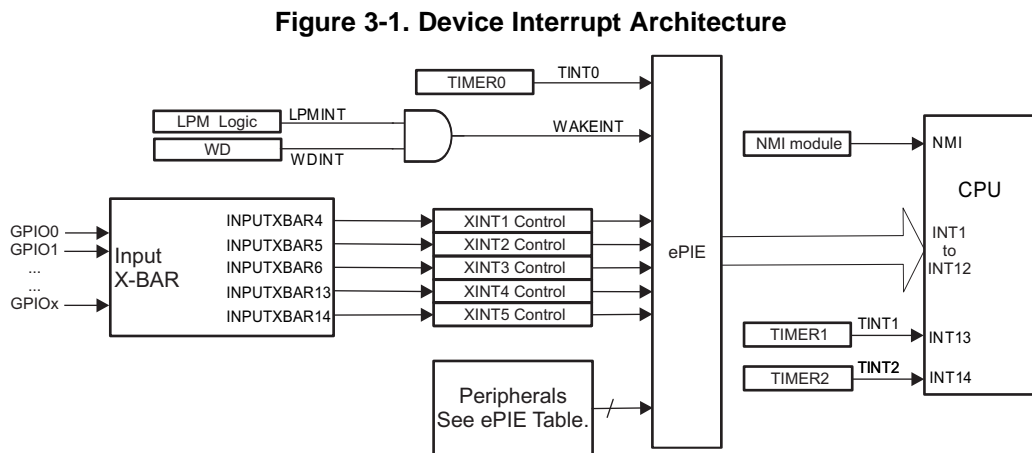 Figure 3-1. Device Interrupt Architecture
TIMER0
TINT0
LPM Logic
LPMINT
WD
WDINT
WAKEINT
NMI module
NMI
CPU
GPIO0
GPIO1
...
...
GPIOx
Input
X-BAR
INPUTXBAR4
INPUTXBAR5
INPUTXBAR6
INPUTXBAR13
INPUTXBAR14
XINT1 Control
XINT2 Control
XINT3 Control
XINT4 Control
XINT5 Control
ePIE
INT1
to
INT12
TIMER1
TINT1
INT13
TIMER2
TINT2
INT14
Peripherals
See ePIE Table.